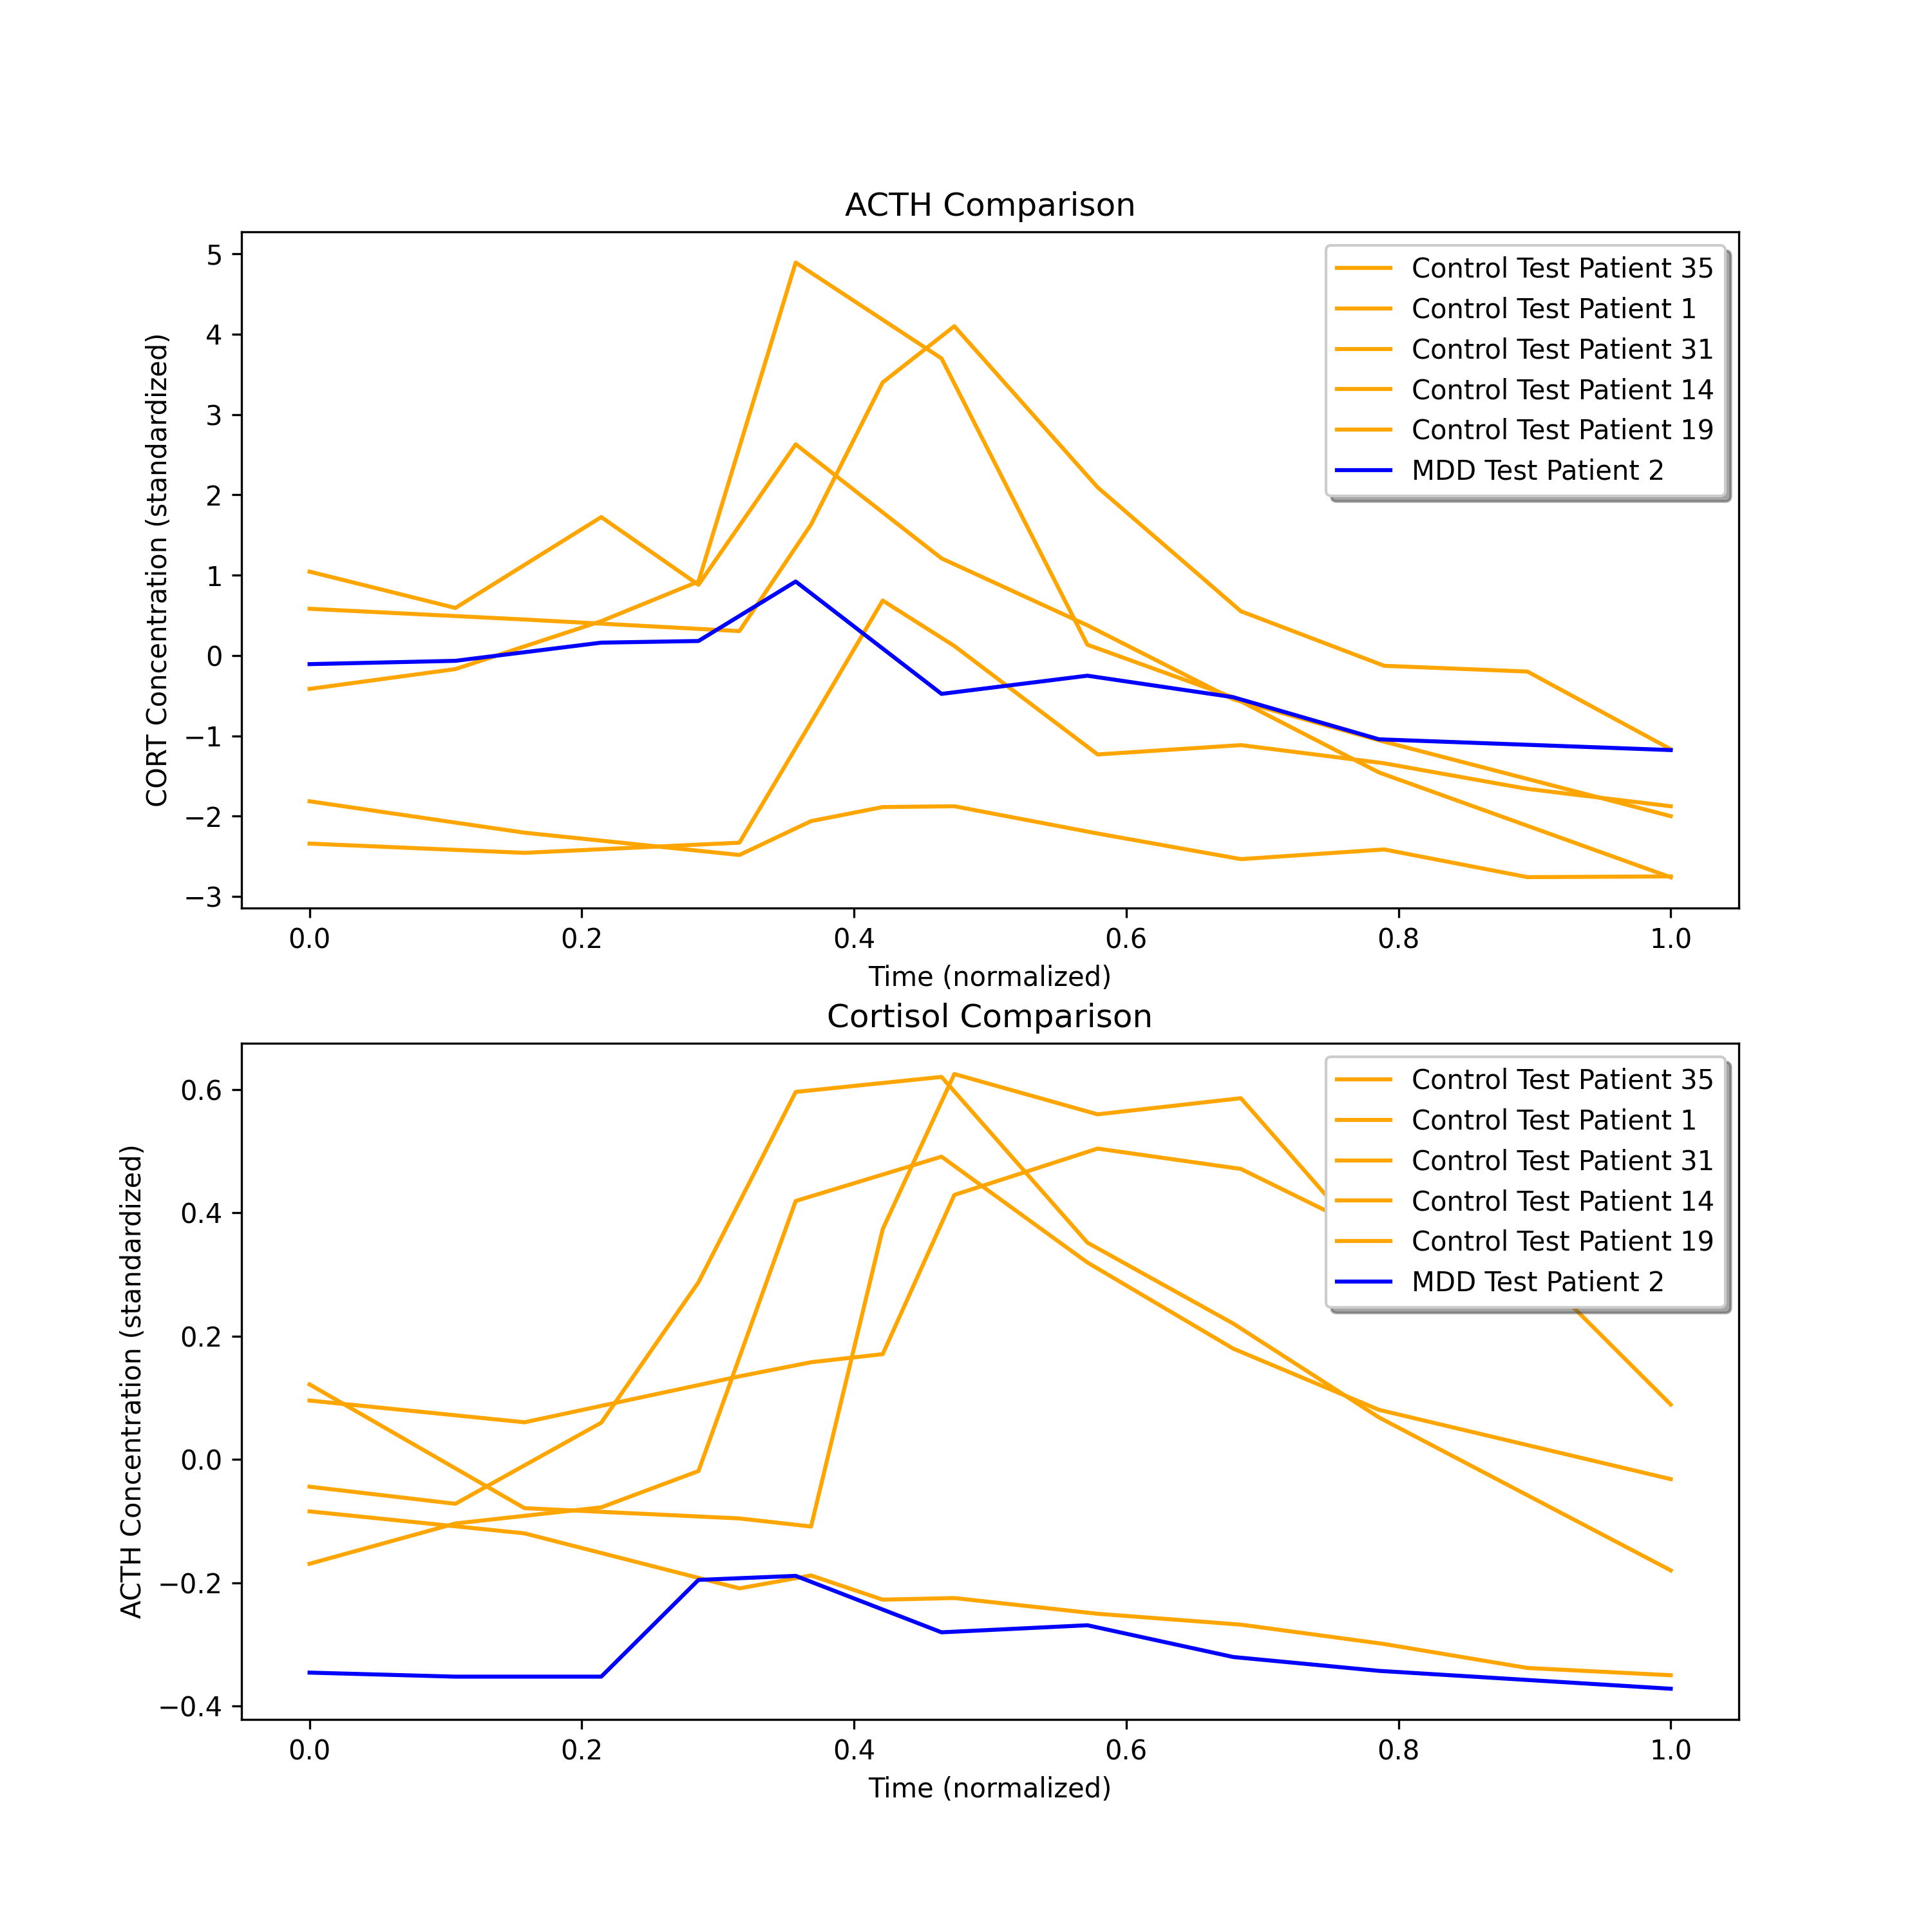 ACTH Comparison
CORT Concentration (standardized)
5
4
3
2
1
0
−1
−2
−3
Control Test Patient 35
Control Test Patient 1
Control Test Patient 31
Control Test Patient 14
Control Test Patient 19
MDD Test Patient 2
0.0 0.2 0.4 0.6 0.8 1.0
Time (normalized)
Cortisol Comparison
ACTH Concentration (standardized)
0.6
0.4
0.2
0.0
−0.2
−0.4
Control Test Patient 35
Control Test Patient 1
Control Test Patient 31
Control Test Patient 14
Control Test Patient 19
MDD Test Patient 2
0.0 0.2 0.4 0.6 0.8 1.0
Time (normalized)